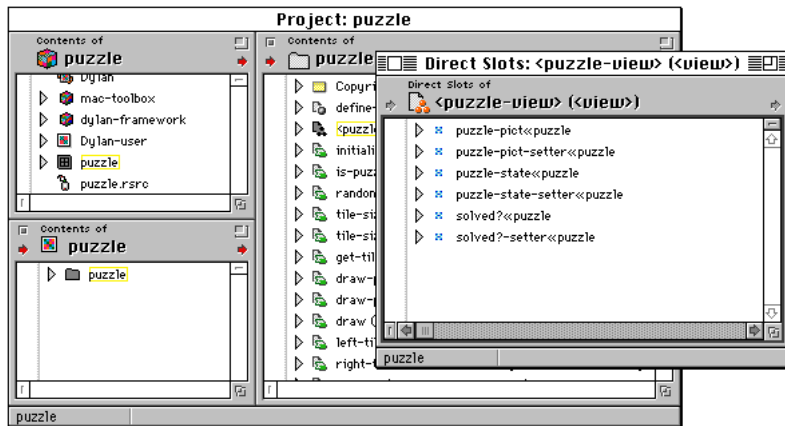 Project: puzzle
Contents of
puzzle
Dylan
mac-toolbox
dylan-framework
Dylan-user
puzzle
puzzle.rsrc
Contents of
puzzle
puzzle
Contents of
puzzle
Copyri
define-
<puzzle
initiali
is-puz
random
tile-siz
tile-siz
get-til
draw-p
draw-p
draw (
left-til
right-t
puzzle
Direct Slots: <puzzle-view> (<view>)
Direct Slots of
<puzzle-view> (<view>)
puzzle-pict«puzzle
puzzle-pict-setter«puzzle
puzzle-state«puzzle
puzzle-state-setter«puzzle
solved?«puzzle
solved?-setter«puzzle
puzzle